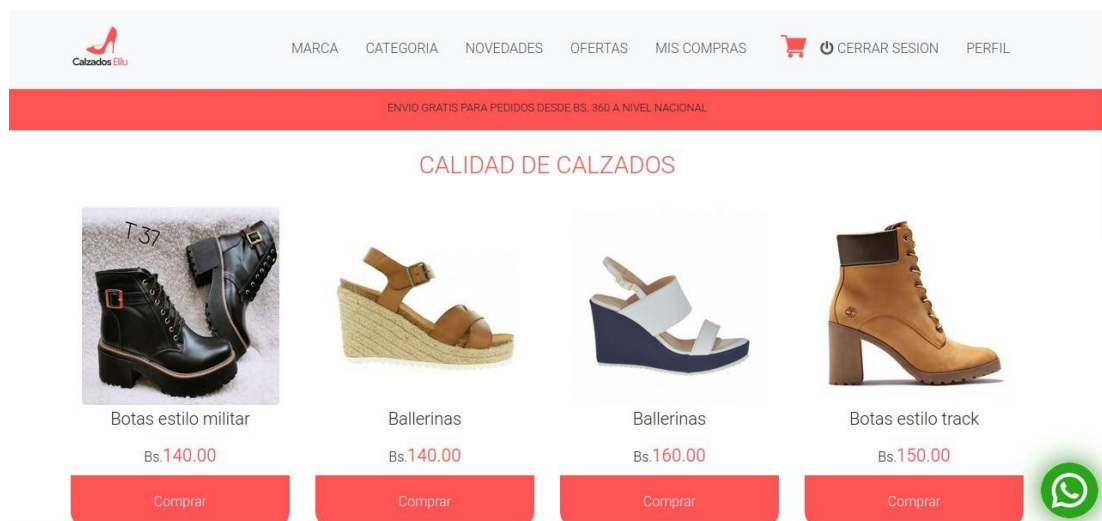 Calzados Elilu
MARCA CATEGORIA NOVEDADES OFERTAS MIS COMPRAS CERRAR SESION PERFIL
ENVIO GRATIS PARA PEDIDOS DESDE BS. 360 A NIVEL NACIONAL
CALIDAD DE CALZADOS
T 37
Botas estilo militar Ballerinas Ballerinas Botas estilo track
Bs.140.00 Bs.140.00 Bs.160.00 Bs.150.00
Comprar Comprar Comprar Comprar